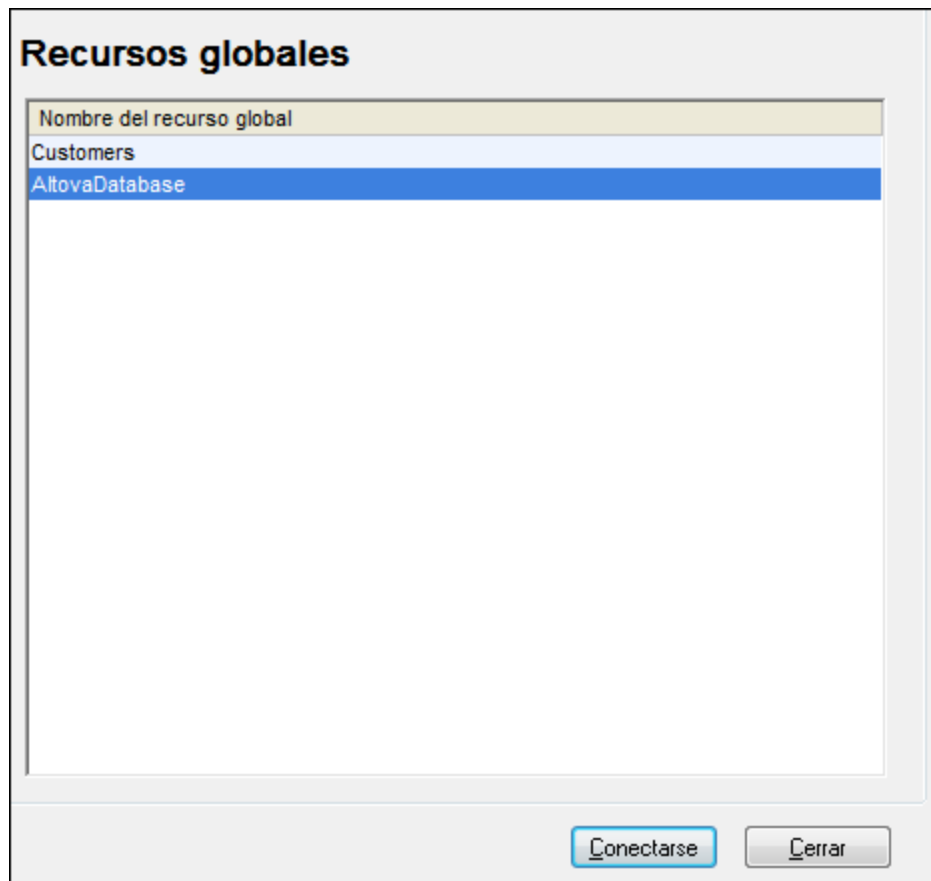 Recursos globales
Nombre del recurso global
Customers
AltovaDatabase
Conectarse
Cerrar